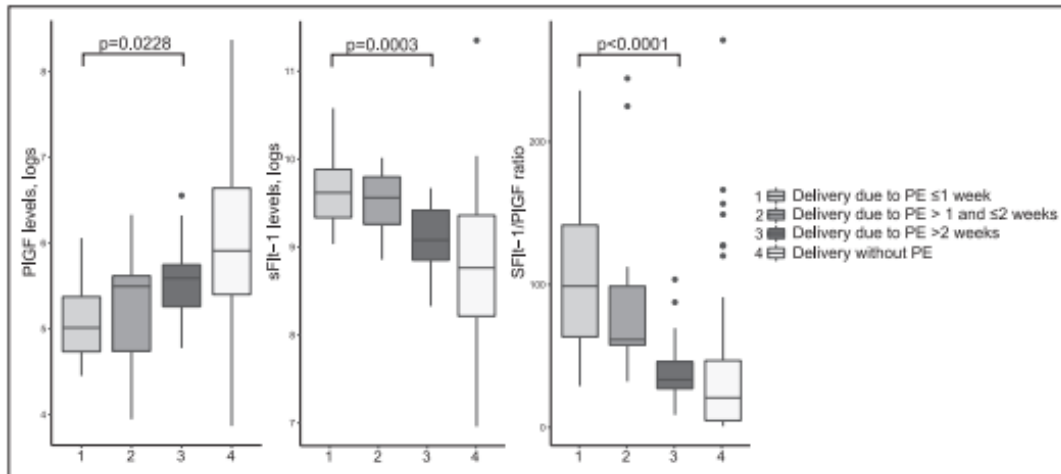 p=0.0228
PlGF levels, logs
8
7
6
5
4
1 2 3 4
p=0.0003
sFlt-1 levels, logs
11
10
9
8
7
1 2 3 4
p<0.0001
SFlt-1/PlGF ratio
200
100
0
1 2 3 4
1 Delivery due to PE ≤1 week
2 Delivery due to PE > 1 and ≤2 weeks
3 Delivery due to PE >2 weeks
4 Delivery without PE